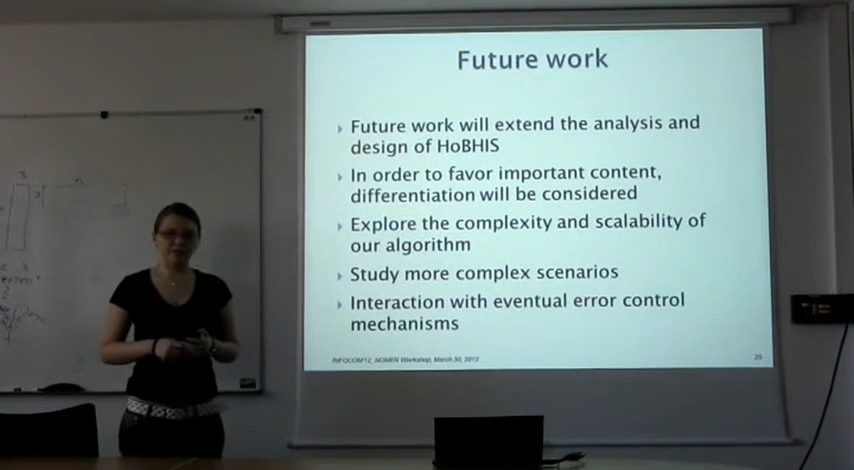 Future work
Future work will extend the analysis and
design of HoBHIS
In order to favor important content,
differentiation will be considered
Explore the complexity and scalability of
our algorithm
Study more complex scenarios
Interaction with eventual error control
mechanisms
INFOCOM'12, NOMEN Workshop, March 30, 2012